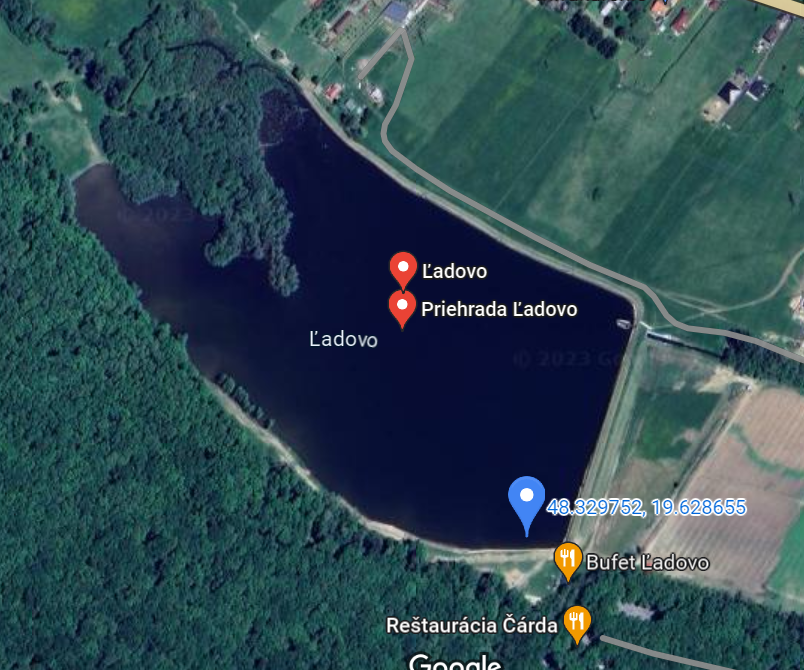 Ľadovo
Priehrada Ľadovo
Ľadovo
48.329752, 19.628655
Bufet Ľadovo
Reštaurácia Čárda
Google